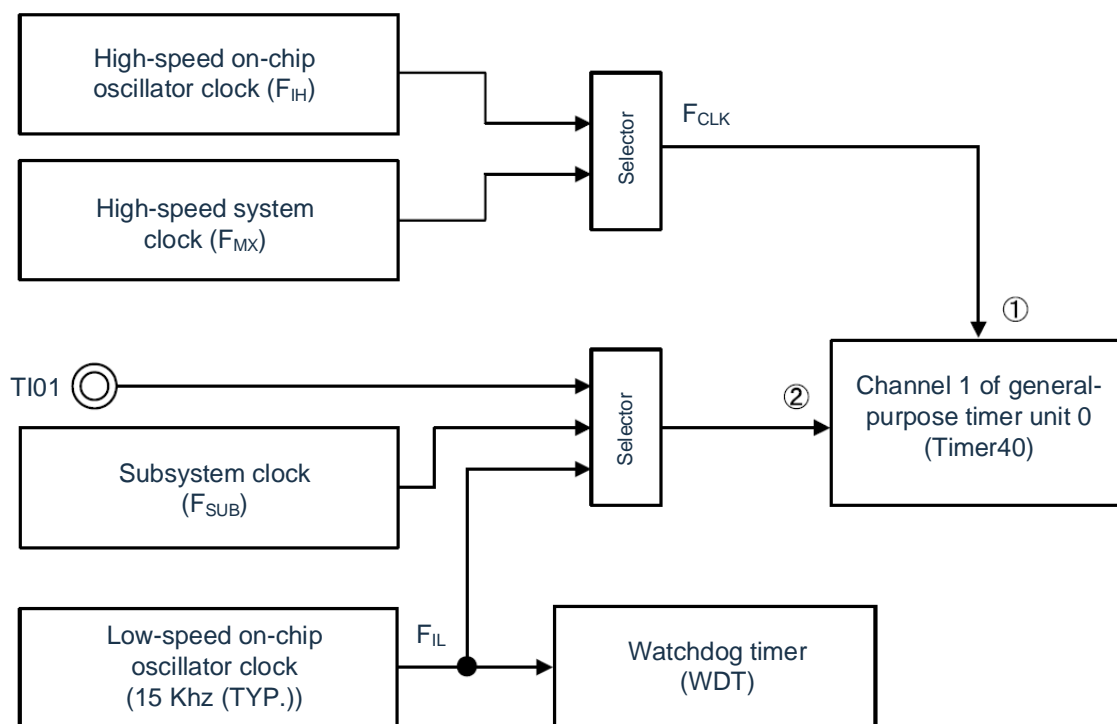 High-speed on-chip
oscillator clock (FIH)
Selector
FCLK
High-speed system
clock (FMX)
①
TI01
Selector
②
Channel 1 of general-
purpose timer unit 0
(Timer40)
Subsystem clock
(FSUB)
Low-speed on-chip
oscillator clock
(15 Khz (TYP.))
FIL
Watchdog timer
(WDT)